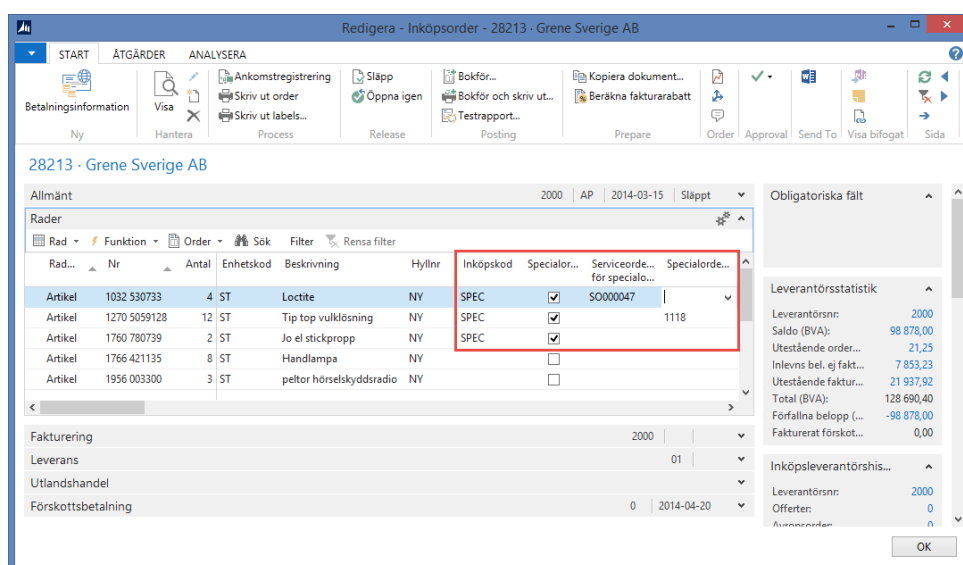 Redigera - Inköpsorder - 28213 · Grene Sverige AB
START ÅTGÄRDER ANALYSERA
Betalningsinformation
Visa
Ankomstregistrering
Skriv ut order
Skriv ut labels...
Släpp
Öppna igen
Bokför...
Bokför och skriv ut...
Testrapport...
Kopiera dokument...
Beräkna fakturarabatt
Ny Hantera Process Release Posting Prepare Order Approval Send To Visa bifogat Sida
28213 · Grene Sverige AB
Allmänt 2000 AP 2014-03-15 Släppt
Rader
Rad Funktion Order Sök Filter Rensa filter
Rad... Nr Antal Enhetskod Beskrivning Hyllnr Inköpskod Specialor... Serviceorde... för specialo... Specialorde...
Artikel 1032 530733 4 ST Loctite NY SPEC SO000047
Artikel 1270 5059128 12 ST Tip top vulklösning NY SPEC 1118
Artikel 1760 780739 2 ST Jo el stickpropp NY SPEC
Artikel 1766 421135 8 ST Handlampa NY
Artikel 1956 003300 3 ST peltor hörselskyddsradio NY
Fakturering 2000
Leverans 01
Utlandshandel
Förskottsbetalning 0 2014-04-20
Obligatoriska fält
Leverantörsstatistik
Leverantörsnr: 2000
Saldo (BVA): 98 878,00
Utestående order... 21,25
Inlevns bel. ej fakt... 7 853,23
Utestående faktur... 21 937,92
Total (BVA): 128 690,40
Förfallna belopp (... -98 878,00
Fakturerat förskot... 0,00
Inköpsleverantörshis...
Leverantörsnr: 2000
Offerter: 0
Avropsorder: 0
OK